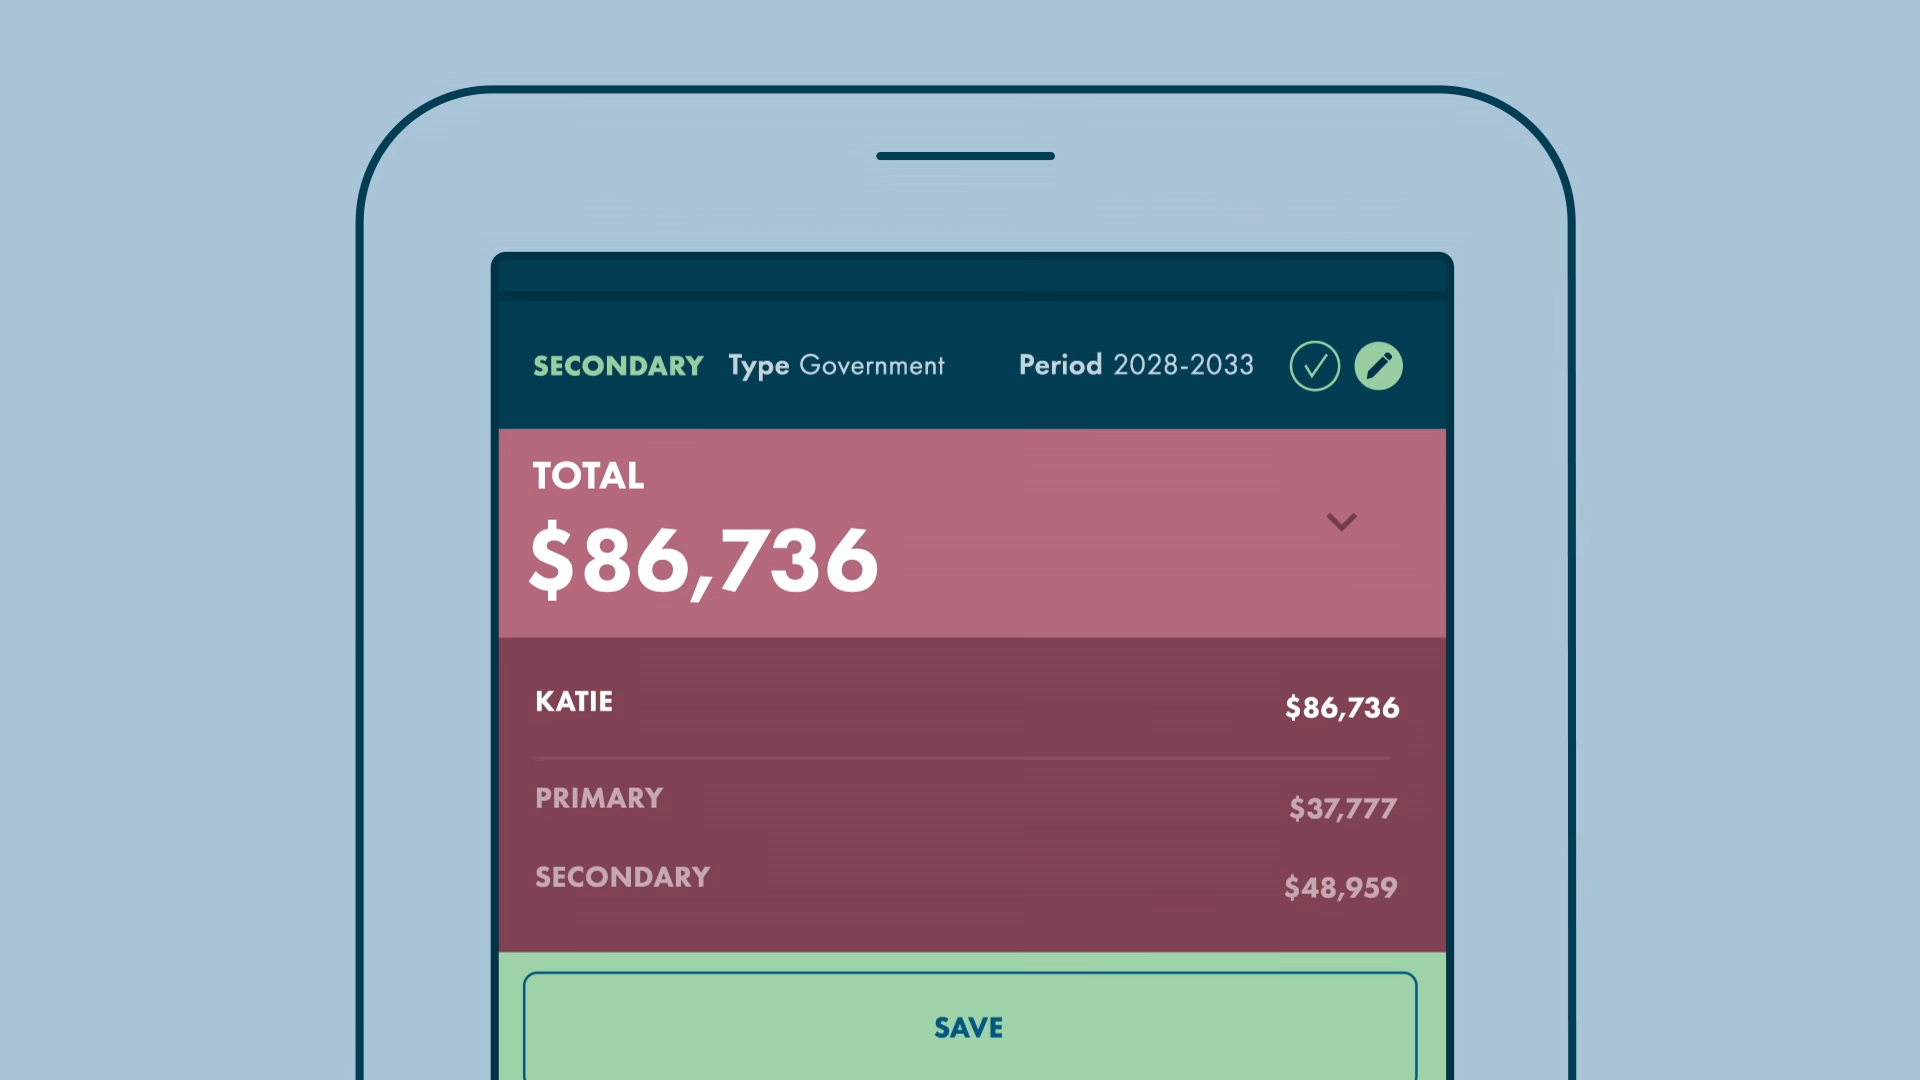 SECONDARY Type Government Period 2028-2033
TOTAL
$86,736
KATIE $86,736
PRIMARY $37,777
SECONDARY $48,959
SAVE